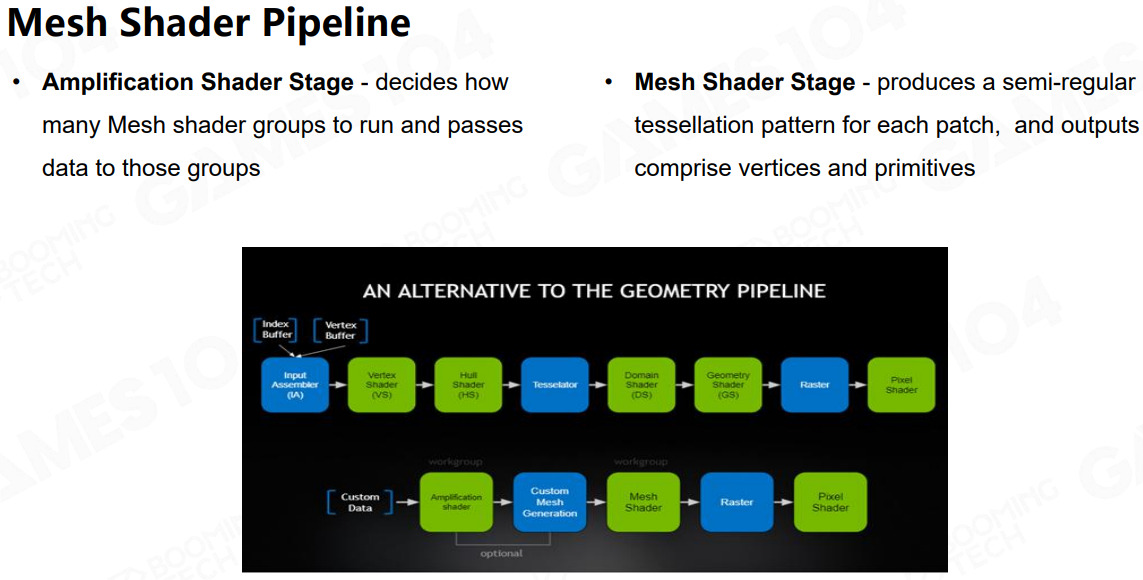 Mesh Shader Pipeline
• Amplification Shader Stage - decides how
many Mesh shader groups to run and passes
data to those groups
• Mesh Shader Stage - produces a semi-regular
tessellation pattern for each patch, and outputs
comprise vertices and primitives
AN ALTERNATIVE TO THE GEOMETRY PIPELINE
Index
Buffer
Vertex
Buffer
Input
Assembler
(IA)
Vertex
Shader
(VS)
Hull
Shader
(HS)
Tesselator
Domain
Shader
(DS)
Geometry
Shader
(GS)
Raster
Pixel
Shader
workgroup
workgroup
Custom
Data
Amplification
shader
Custom
Mesh
Generation
Mesh
Shader
Raster
Pixel
Shader
optional
GAMES104
BOOMING
TECH